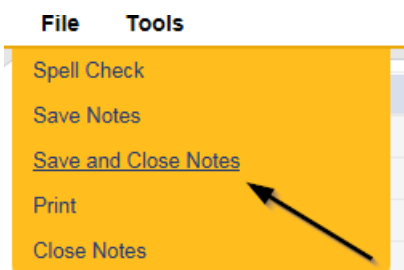 File Tools
Spell Check
Save Notes
Save and Close Notes
Print
Close Notes